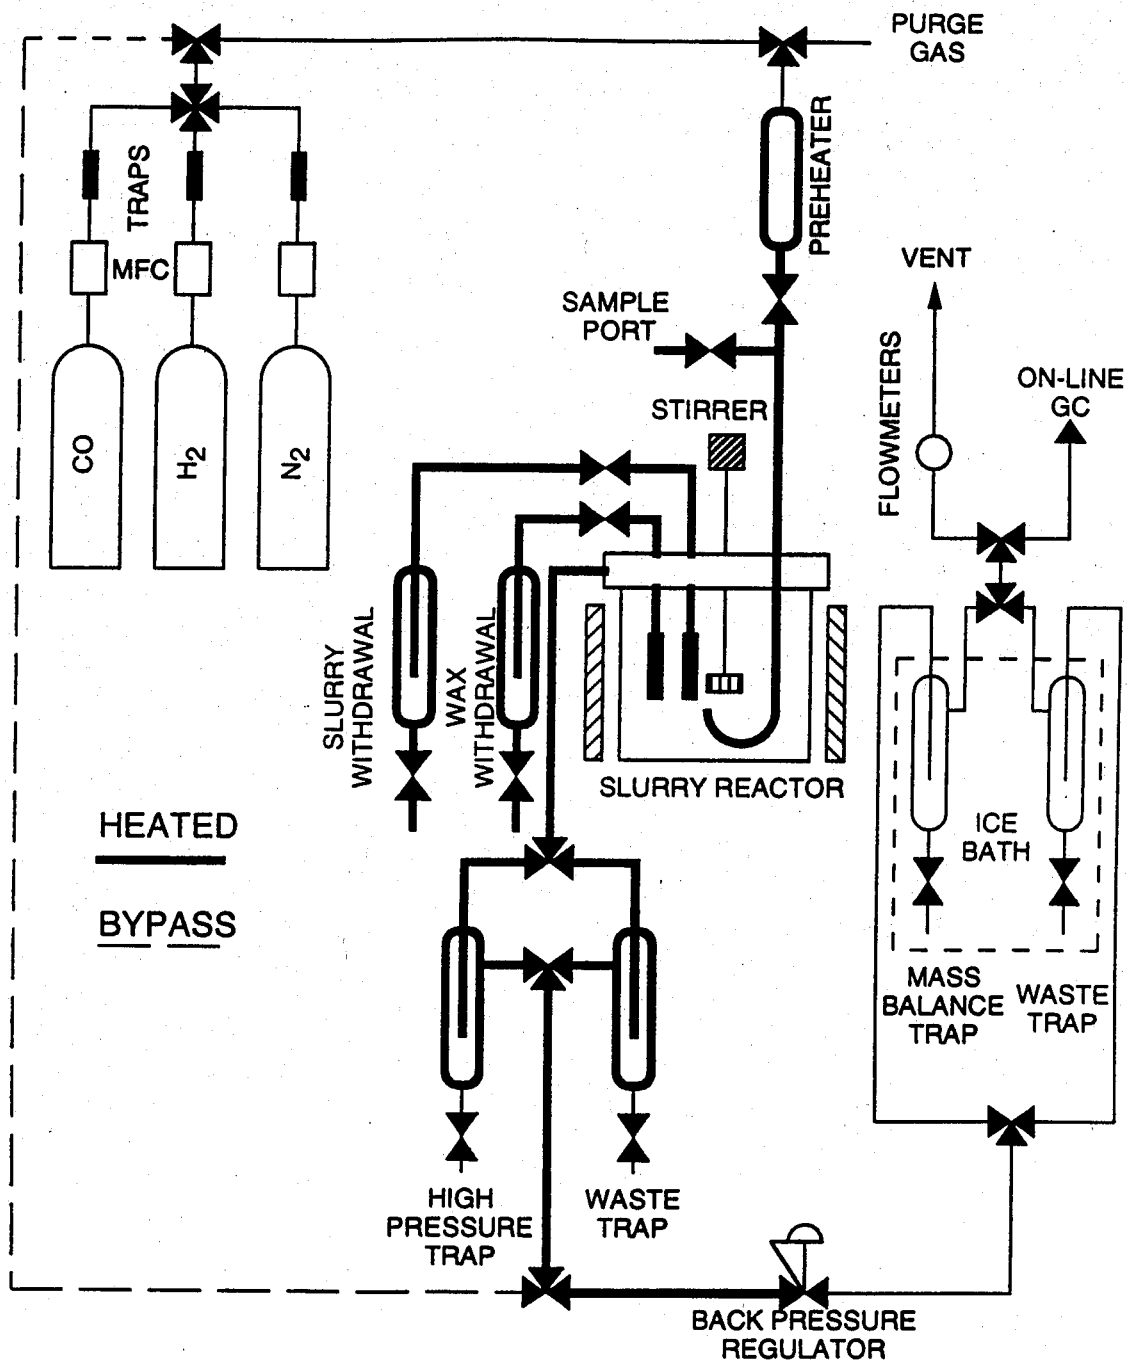 PURGE
GAS
TRAPS
PREHEATER
MFC
VENT
SAMPLE
PORT
FLOWMETERS
ON-LINE
GC
STIRRER
CO
H2
N2
SLURRY
WITHDRAWAL
WAX
WITHDRAWAL
SLURRY REACTOR
HEATED
BYPASS
ICE
BATH
MASS
BALANCE
TRAP
WASTE
TRAP
HIGH
PRESSURE
TRAP
WASTE
TRAP
BACK PRESSURE
REGULATOR